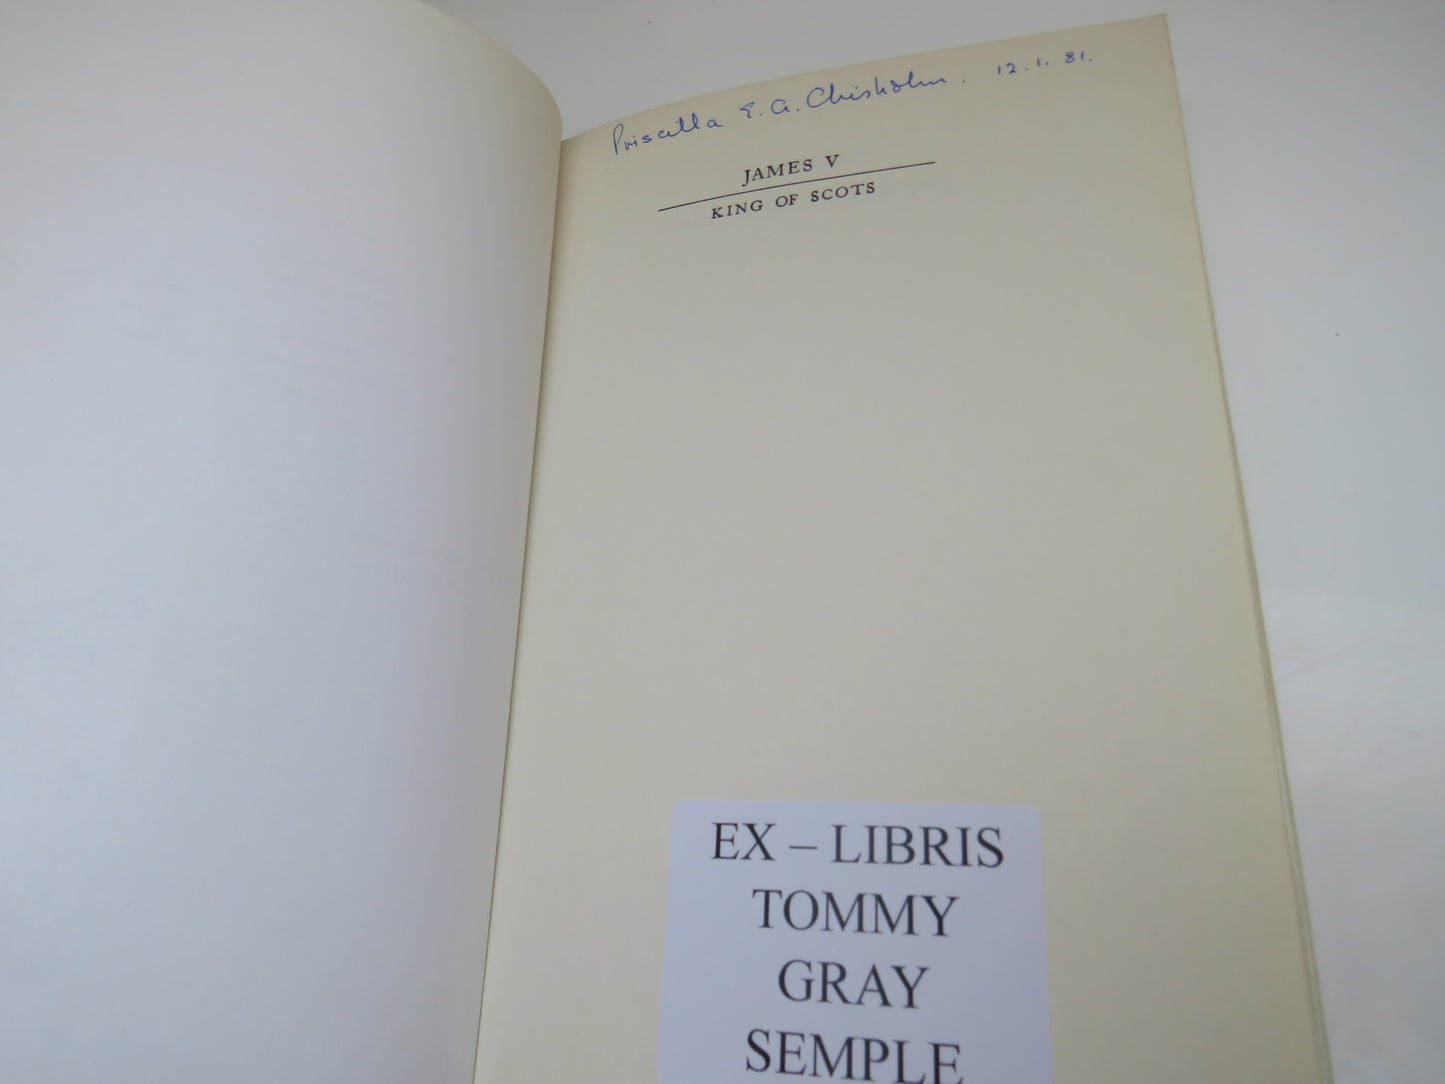 Priscilla E. A. Chisholm. 12.1.81.
JAMES V
KING OF SCOTS
EX – LIBRIS
TOMMY
GRAY
SEMPLE